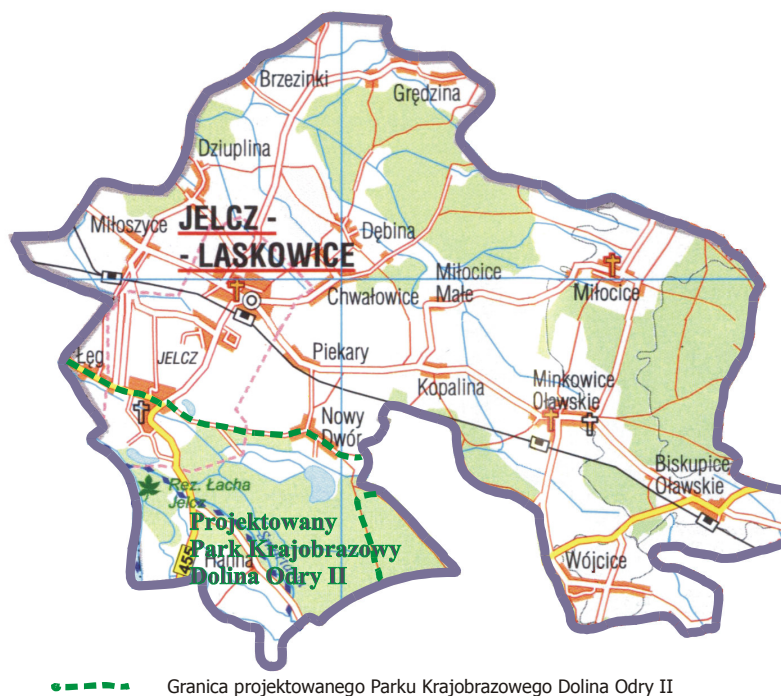 Brzezinki
Grędzina
Dziuplina
Miłoszyce
JELCZ -
- LASKOWICE
Dębina
Miłocice
Małe
Miłocice
Chwałowice
Łęg
JELCZ
Piekary
Kopalina
Minkowice
Oławskie
Nowy
Dwór
Biskupice
Oławskie
Rez. Łacha
Jelcz
Projektowany
Park Krajobrazowy
Dolina Odry II
455
Wójcice
Granica projektowanego Parku Krajobrazowego Dolina Odry II